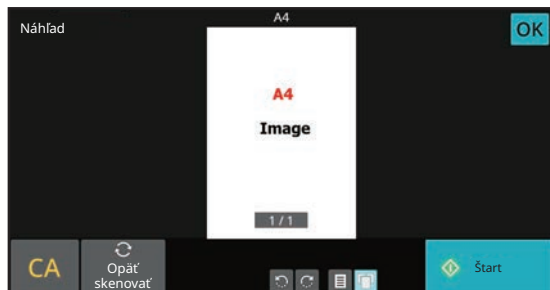 A4
Náhľad
OK
A4
Image
1 / 1
CA
Opäť
skenovať
Štart